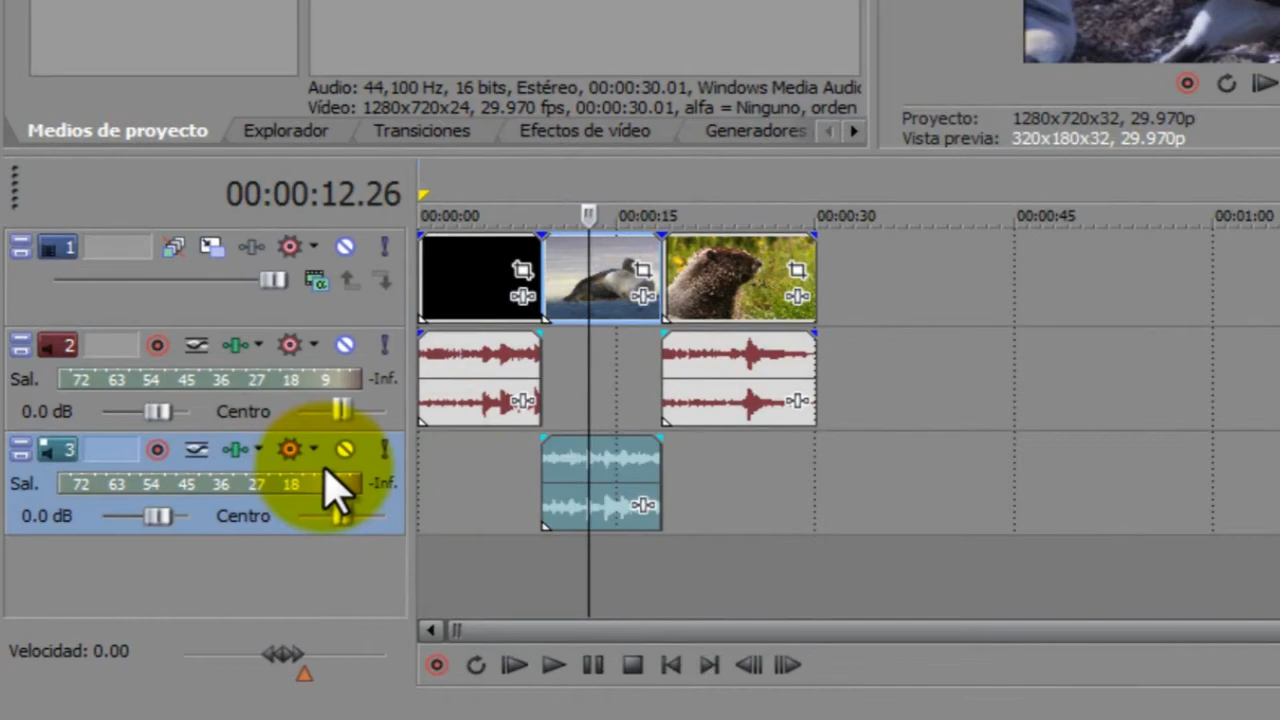 Audio: 44,100 Hz, 16 bits, Estéreo, 00:00:30.01, Windows Media Audio
Vídeo: 1280x720x24, 29.970 fps, 00:00:30.01, alfa = Ninguno, orden
Medios de proyecto Explorador Transiciones Efectos de vídeo Generadores
Proyecto: 1280x720x32, 29.970p
Vista previa: 320x180x32, 29.970p
00:00:12.26
00:00:00 00:00:15 00:00:30 00:00:45 00:01:00
1
2
Sal. 72 63 54 45 36 27 18 9 -Inf.
0.0 dB Centro
3
Sal. 72 63 54 45 36 27 18 -Inf.
0.0 dB Centro
Velocidad: 0.00